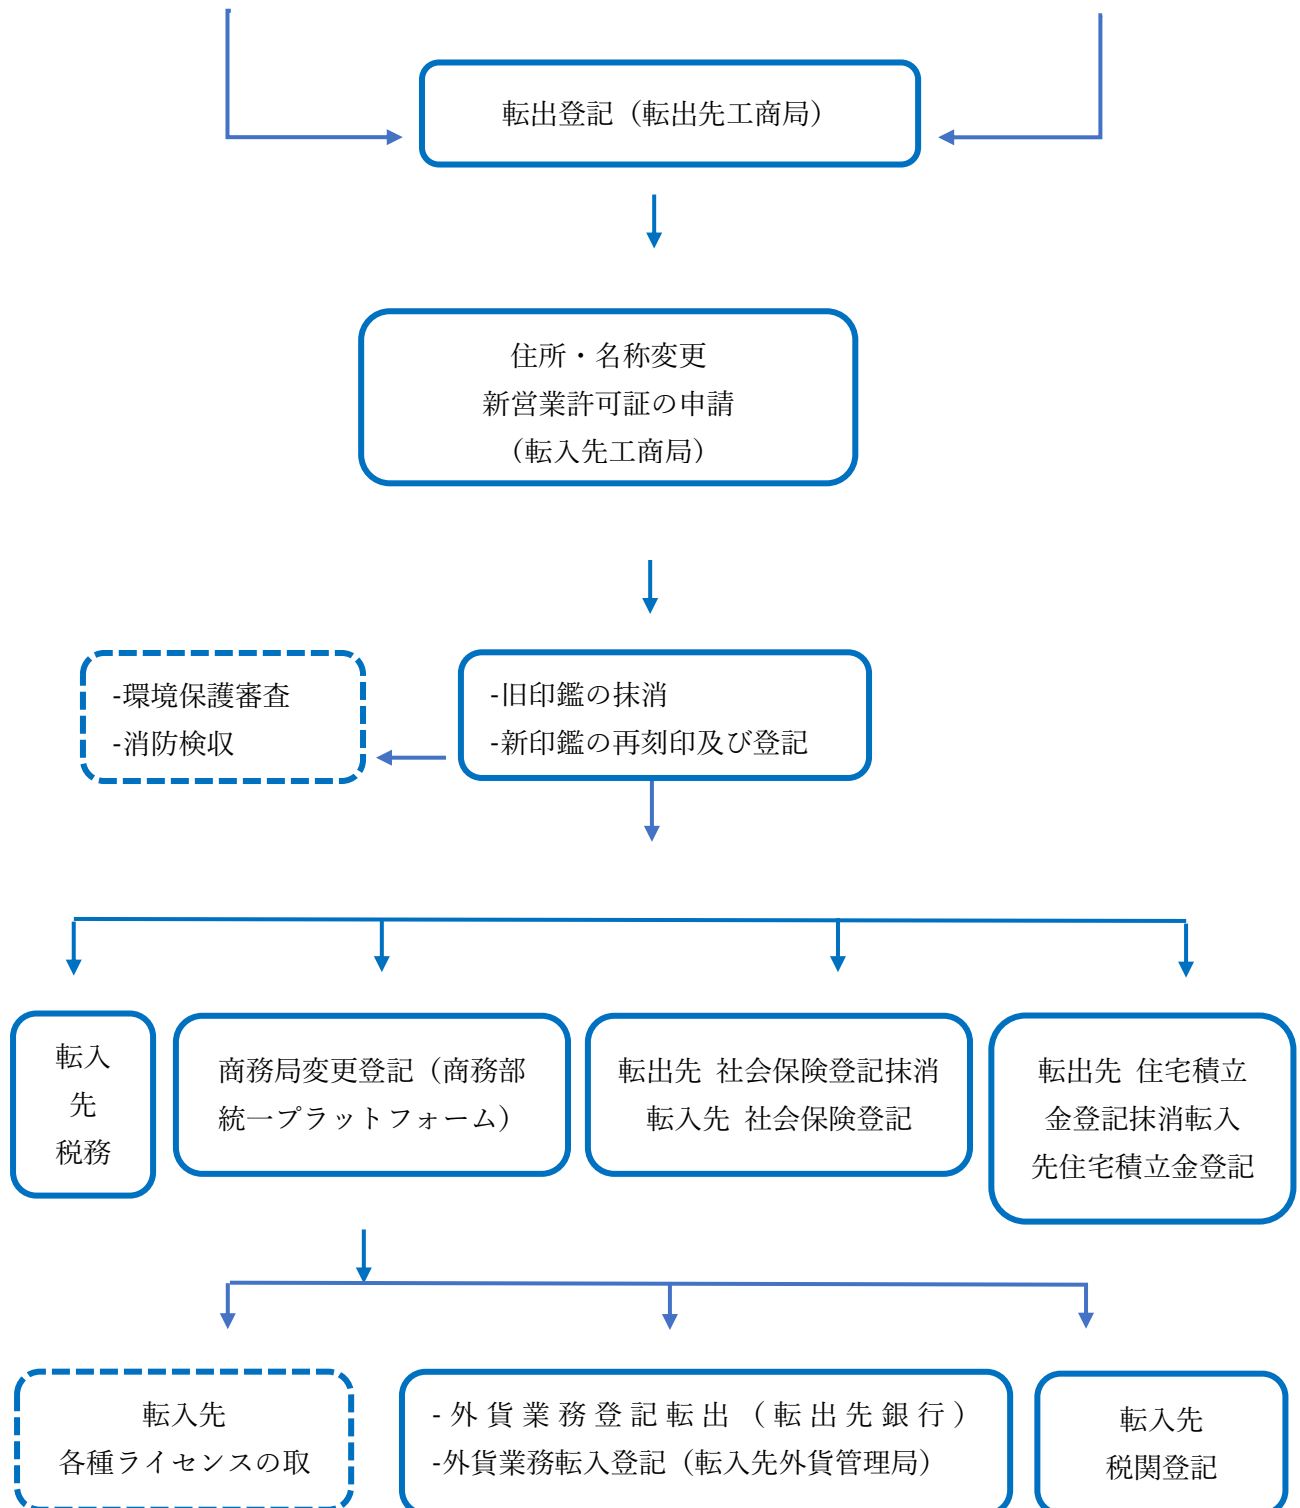 転出登記（転出先工商局）
住所・名称変更
新営業許可証の申請
（転入先工商局）
-環境保護審査
-消防検収
-旧印鑑の抹消
-新印鑑の再刻印及び登記
転入
先
税務
商務局変更登記（商務部
統一プラットフォーム）
転出先 社会保険登記抹消
転入先 社会保険登記
転出先 住宅積立
金登記抹消転入
先住宅積立金登記
転入先
各種ライセンスの取
- 外貨業務登記転出（転出先銀行）
-外貨業務転入登記（転入先外貨管理局）
転入先
税関登記